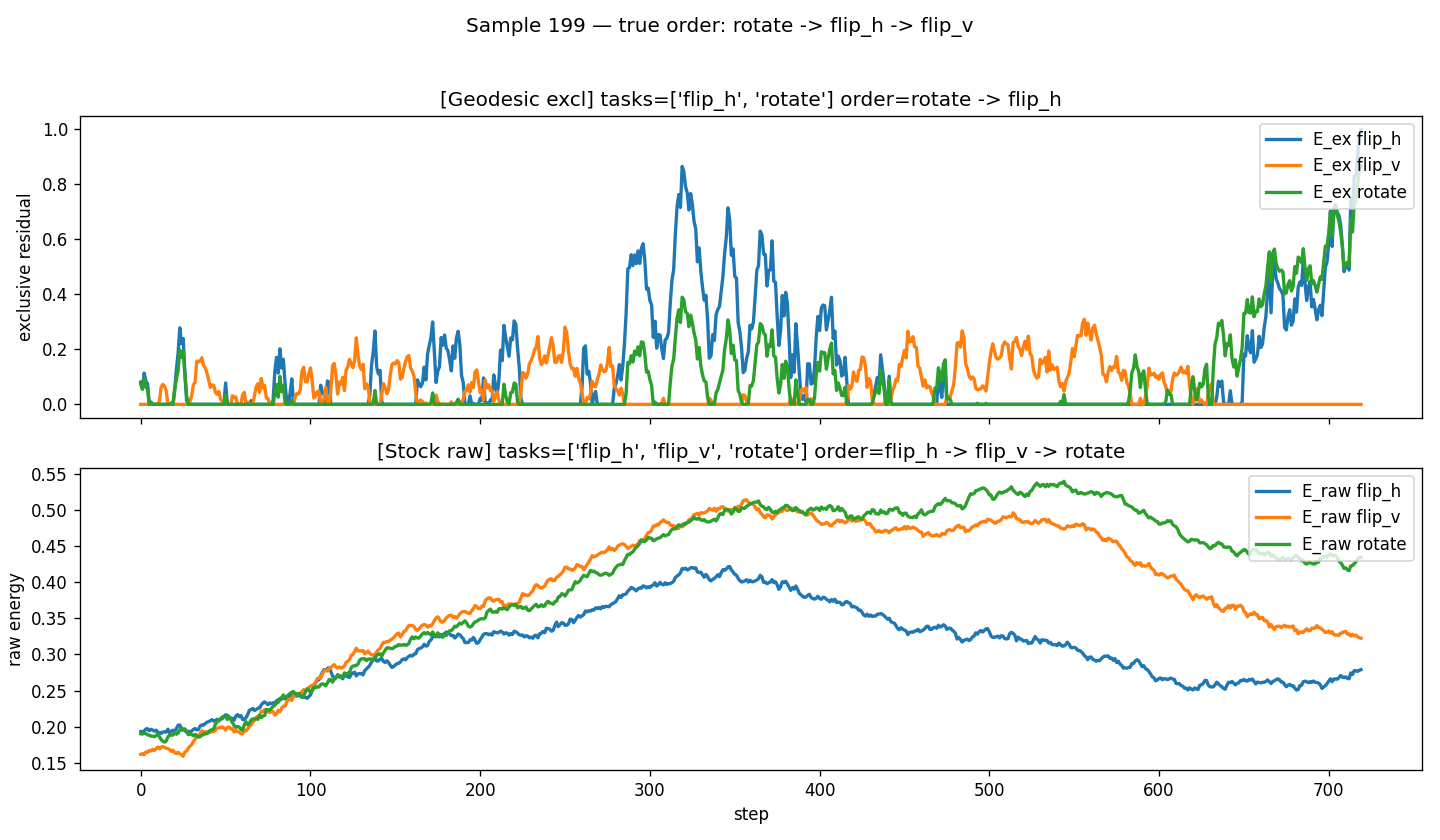 Sample 199 — true order: rotate -> flip_h -> flip_v
[Geodesic excl] tasks=['flip_h', 'rotate'] order=rotate -> flip_h
exclusive residual
1.0
0.8
0.6
0.4
0.2
0.0
E_ex flip_h
E_ex flip_v
E_ex rotate
[Stock raw] tasks=['flip_h', 'flip_v', 'rotate'] order=flip_h -> flip_v -> rotate
raw energy
0.55
0.50
0.45
0.40
0.35
0.30
0.25
0.20
0.15
E_raw flip_h
E_raw flip_v
E_raw rotate
0 100 200 300 400 500 600 700
step